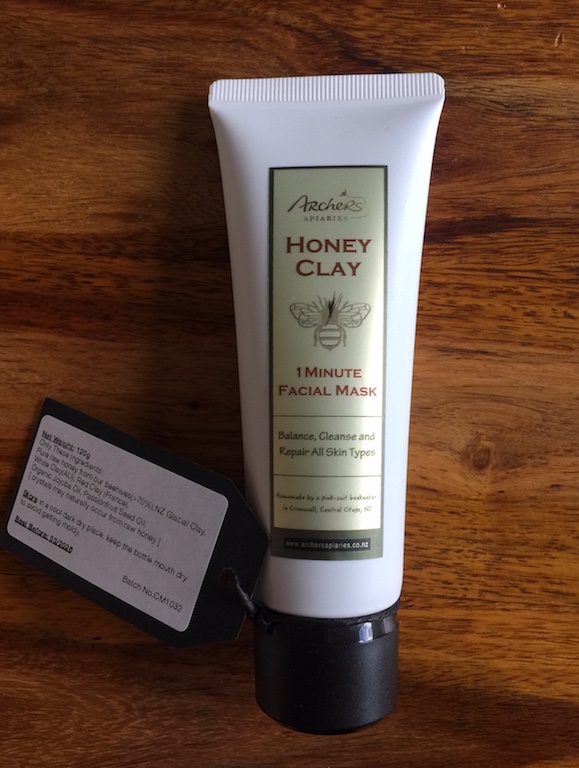 Archers
APIARIES
HONEY
CLAY
1 MINUTE
FACIAL MASK
Balance, Cleanse and
Repair All Skin Types
Homemade by a pink-suit beekeeper
in Cromwell, Central Otago, NZ
www.archersapiaries.co.nz
Net Weight: 120g
Only These Ingredients:
Pure raw honey from our beehives(>70%),NZ Glacial Clay,
White Clay(AU), Red Clay (France),
Organic Jojoba Oil, Passionfruit Seed Oil.
[ crystals may naturally occur from raw honey ]
Store in a cool dark dry place, keep the bottle mouth dry
to avoid getting moldy.
Best Before: 03/2026
Batch No.CM1032